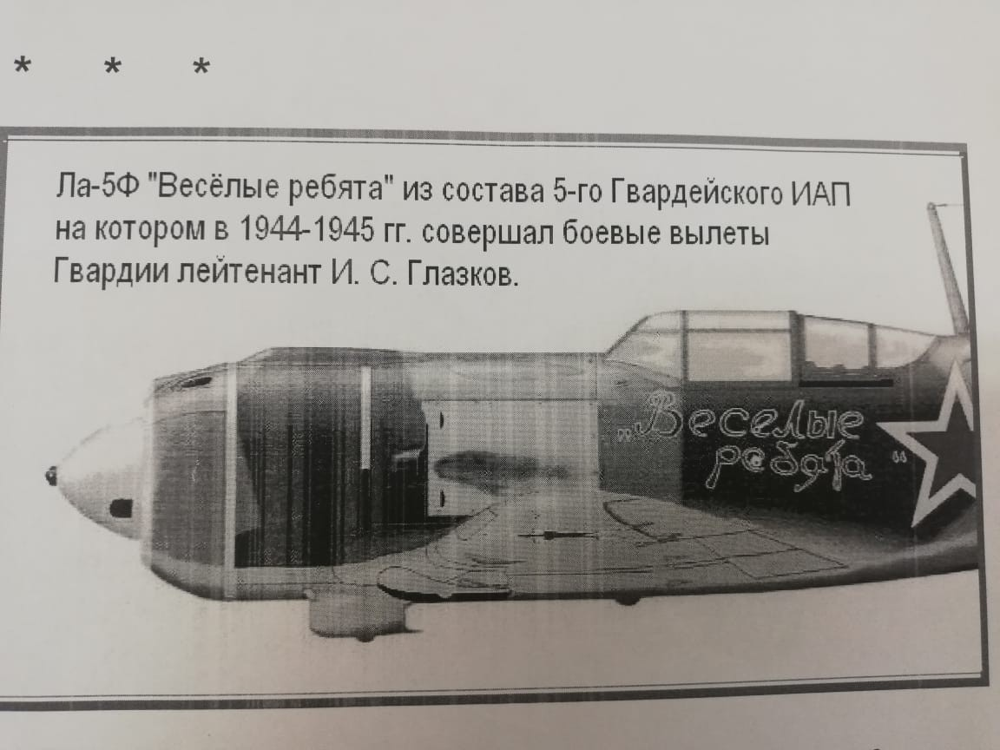 * * *
Ла-5Ф "Весёлые ребята" из состава 5-го Гвардейского ИАП
на котором в 1944-1945 гг. совершал боевые вылеты
Гвардии лейтенант И. С. Глазков.
„Веселые
ребята“